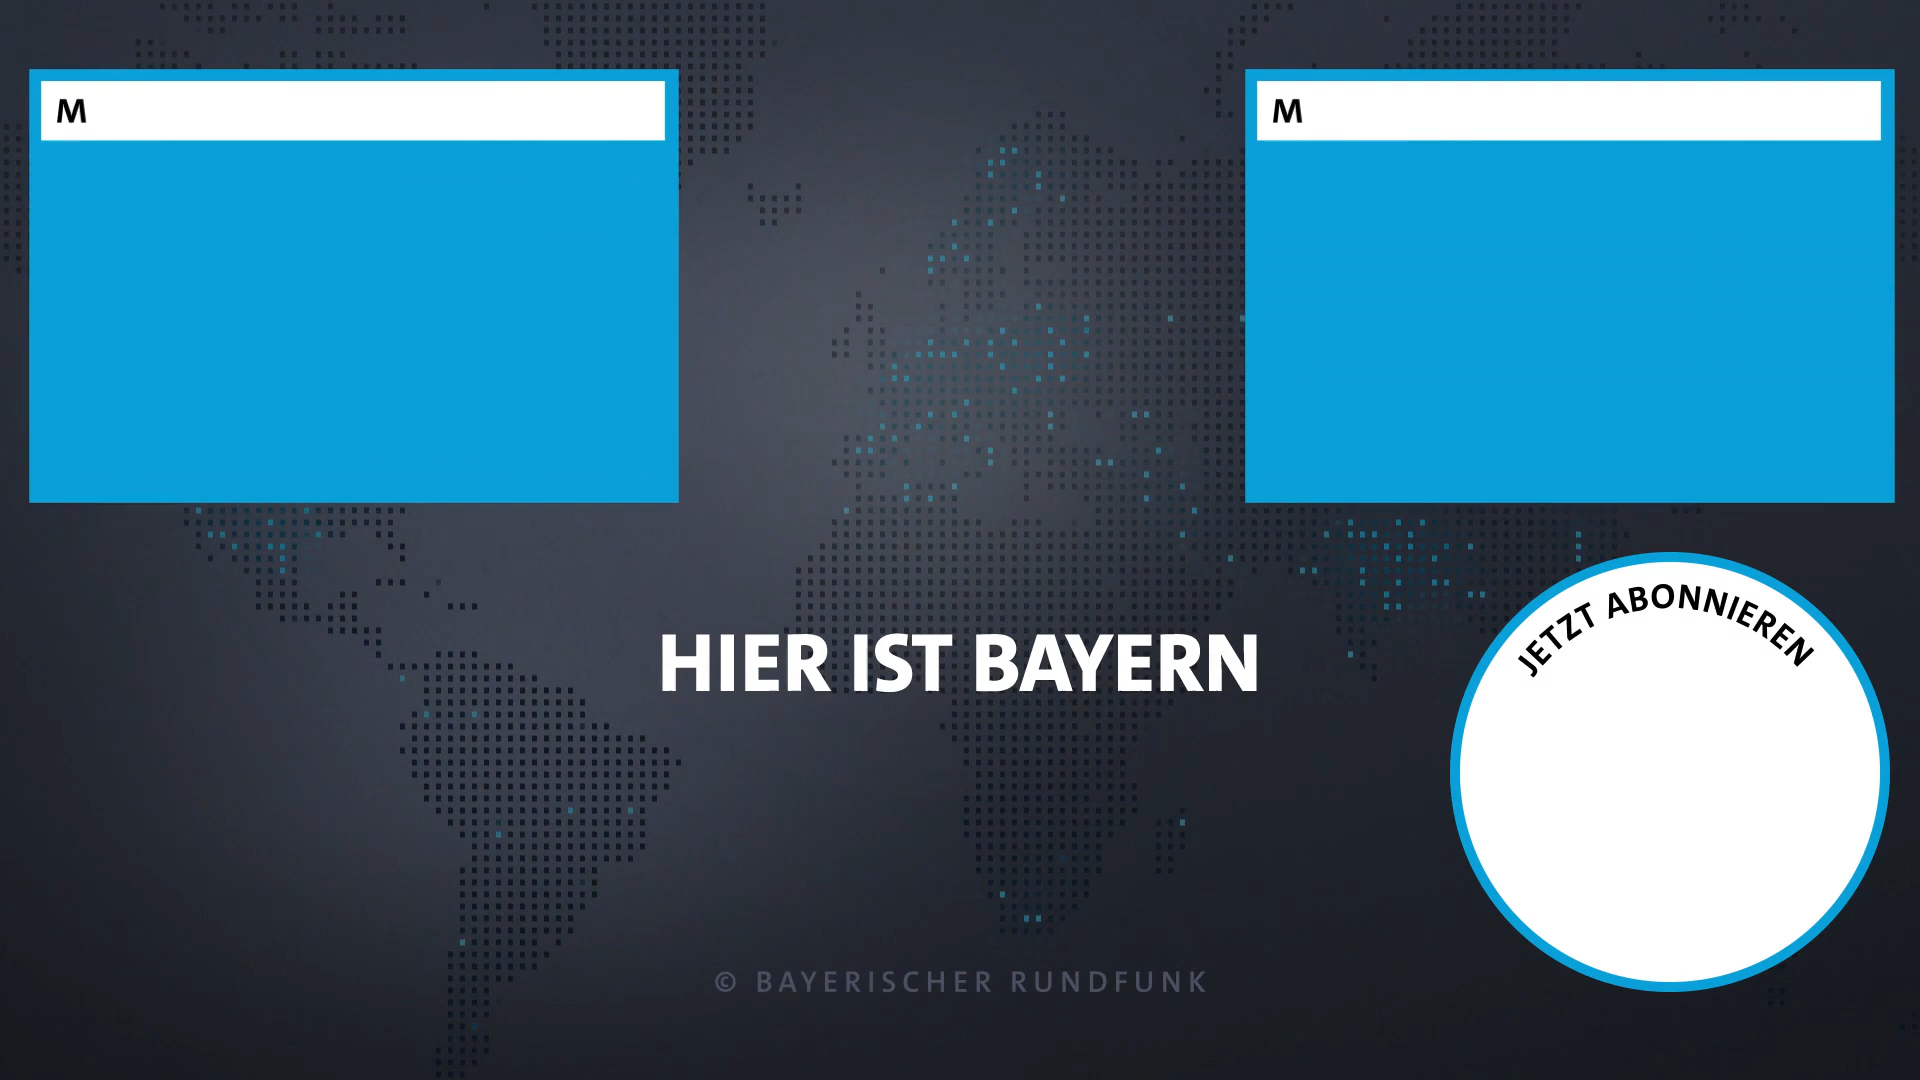 M
M
JETZT ABONNIEREN
HIER IST BAYERN
© BAYERISCHER RUNDFUNK